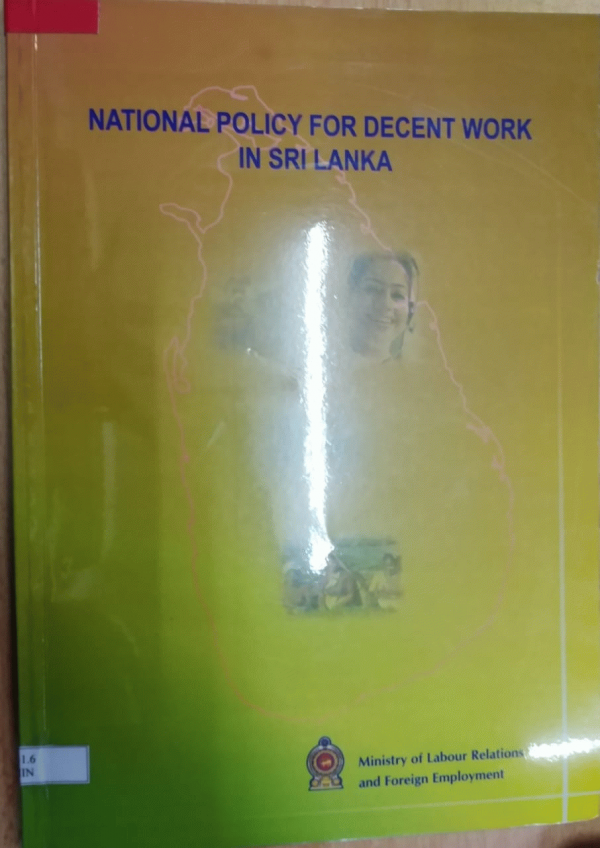 NATIONAL POLICY FOR DECENT WORK
IN SRI LANKA
1.6
IN
Ministry of Labour Relations
and Foreign Employment